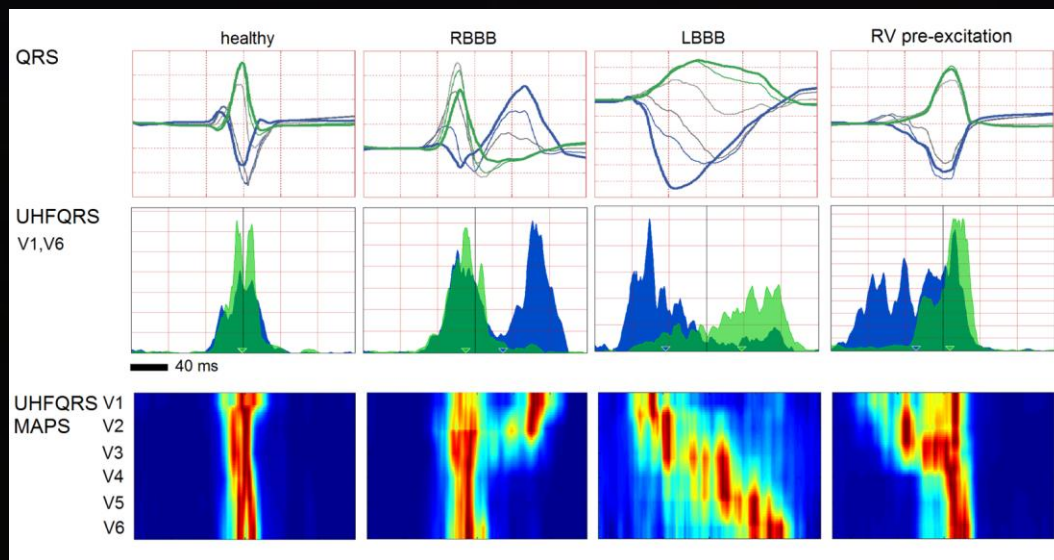 healthy RBBB LBBB RV pre-excitation
QRS
UHFQRS
V1,V6
40 ms
UHFQRS
MAPS
V1
V2
V3
V4
V5
V6